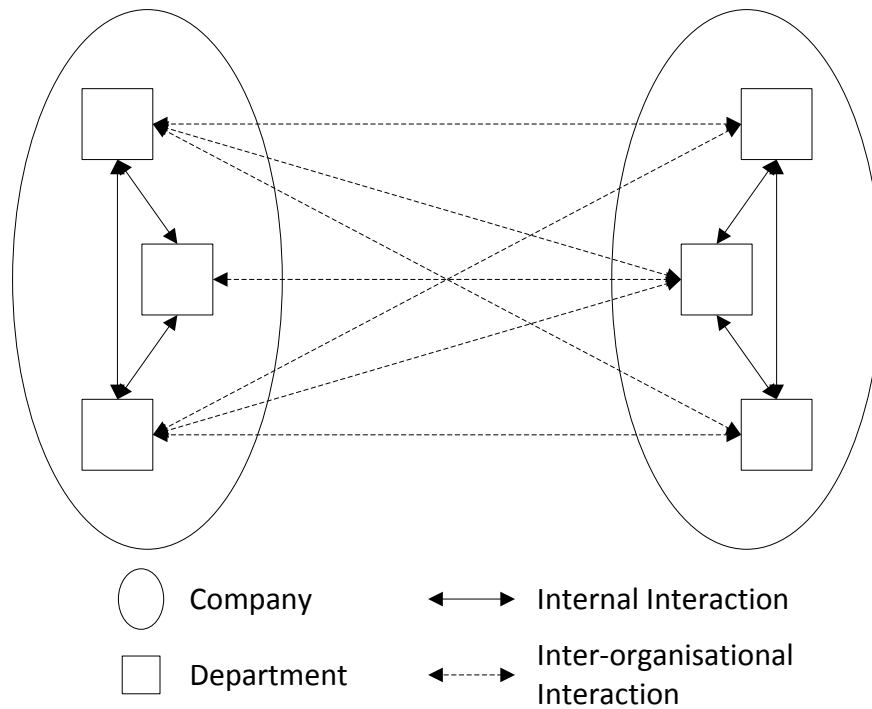 Company
Internal Interaction
Department
Inter-organisational
Interaction